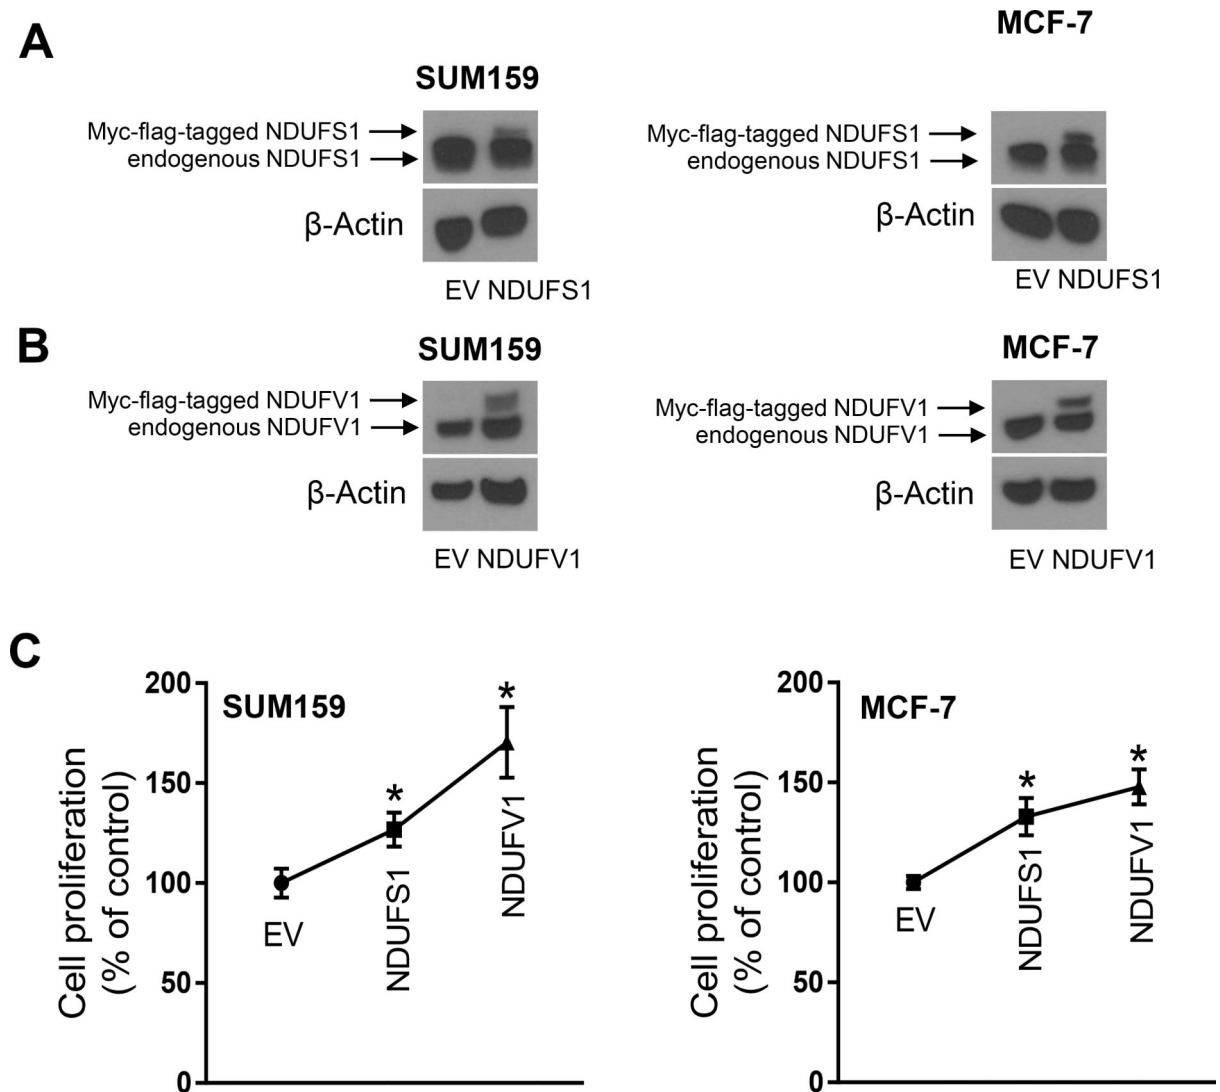 A
SUM159
MCF-7
Myc-flag-tagged NDUFS1
endogenous NDUFS1
β-Actin
EV NDUFS1
Myc-flag-tagged NDUFS1
endogenous NDUFS1
β-Actin
EV NDUFS1
B
SUM159
MCF-7
Myc-flag-tagged NDUFV1
endogenous NDUFV1
β-Actin
EV NDUFV1
Myc-flag-tagged NDUFV1
endogenous NDUFV1
β-Actin
EV NDUFV1
C
SUM159
Cell proliferation
(% of control)
200
150
100
50
0
EV
*
NDUFS1
*
NDUFV1
MCF-7
Cell proliferation
(% of control)
200
150
100
50
0
EV
*
NDUFS1
*
NDUFV1